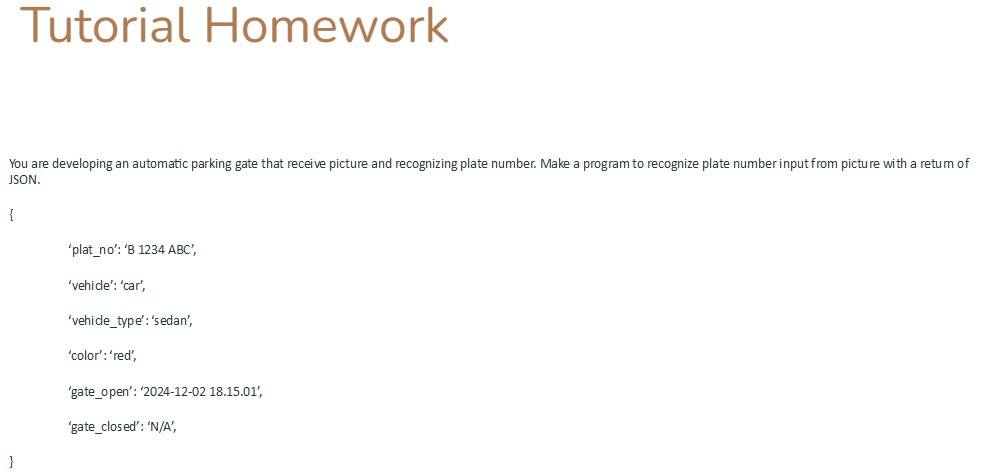 Tutorial Homework
You are developing an automatic parking gate that receive picture and recognizing plate number. Make a program to recognize plate number input from picture with a return of
JSON.
{
‘plat_no’: ‘B 1234 ABC’,
‘vehicle’: ‘car’,
‘vehicle_type’: ‘sedan’,
‘color’: ‘red’,
‘gate_open’: ‘2024-12-02 18.15.01’,
‘gate_closed’: ‘N/A’,
}